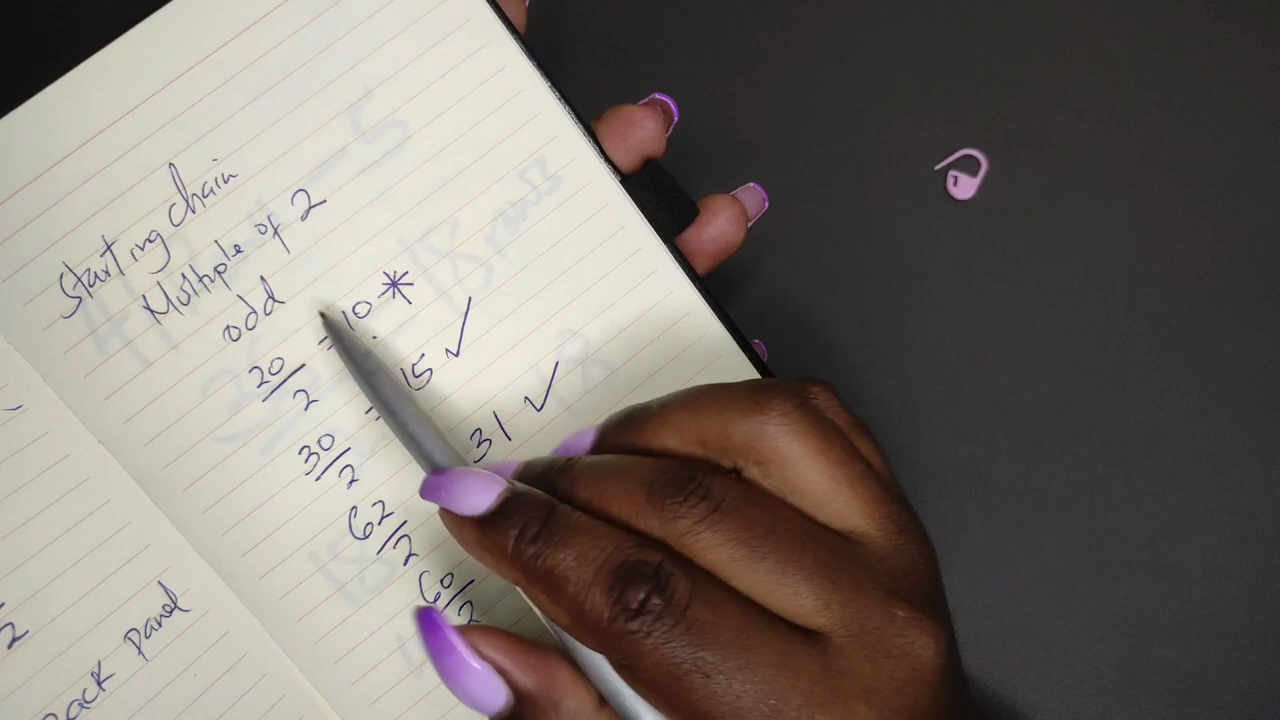 Starting chain
Multiple of 2
odd
20/2 = 10 *
30/2 = 15 ✓
62/2 31 ✓
60/2
2
Back Panel